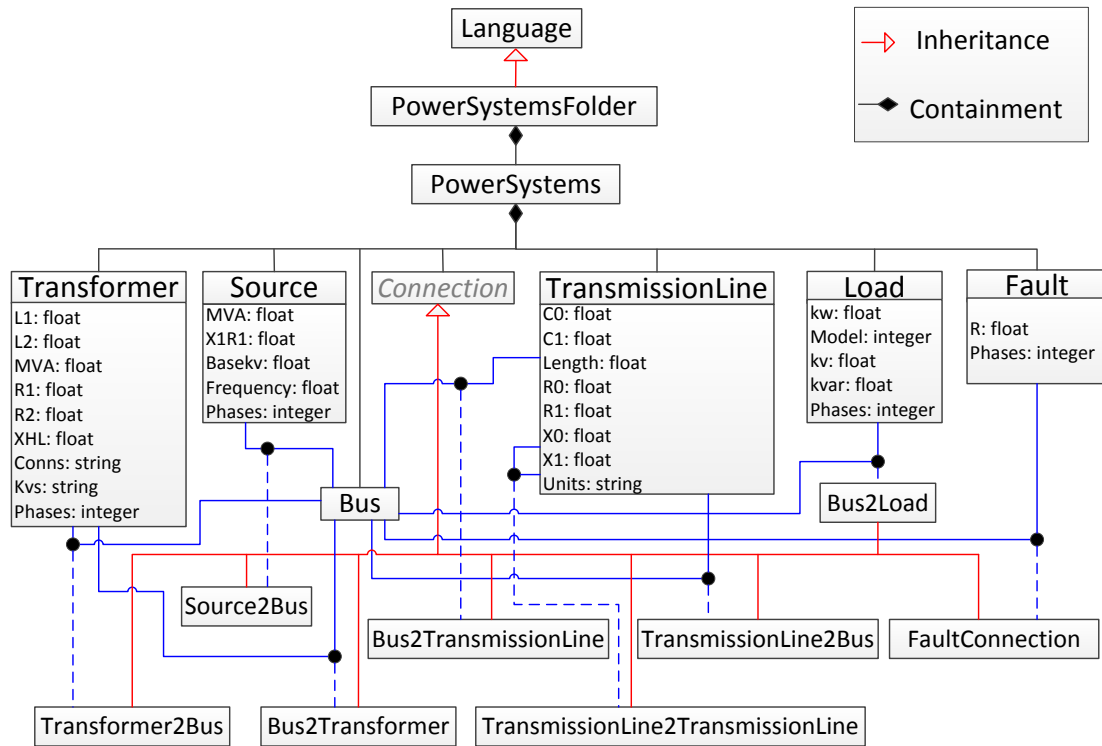 Language
Inheritance
Containment
PowerSystemsFolder
PowerSystems
Transformer
L1: float
L2: float
MVA: float
R1: float
R2: float
XHL: float
Conns: string
Kvs: string
Phases: integer
Source
MVA: float
X1R1: float
Basekv: float
Frequency: float
Phases: integer
Connection
TransmissionLine
C0: float
C1: float
Length: float
R0: float
R1: float
X0: float
X1: float
Units: string
Load
kw: float
Model: integer
kv: float
kvar: float
Phases: integer
Fault
R: float
Phases: integer
Bus
Bus2Load
Source2Bus
Bus2TransmissionLine
TransmissionLine2Bus
FaultConnection
Transformer2Bus
Bus2Transformer
TransmissionLine2TransmissionLine